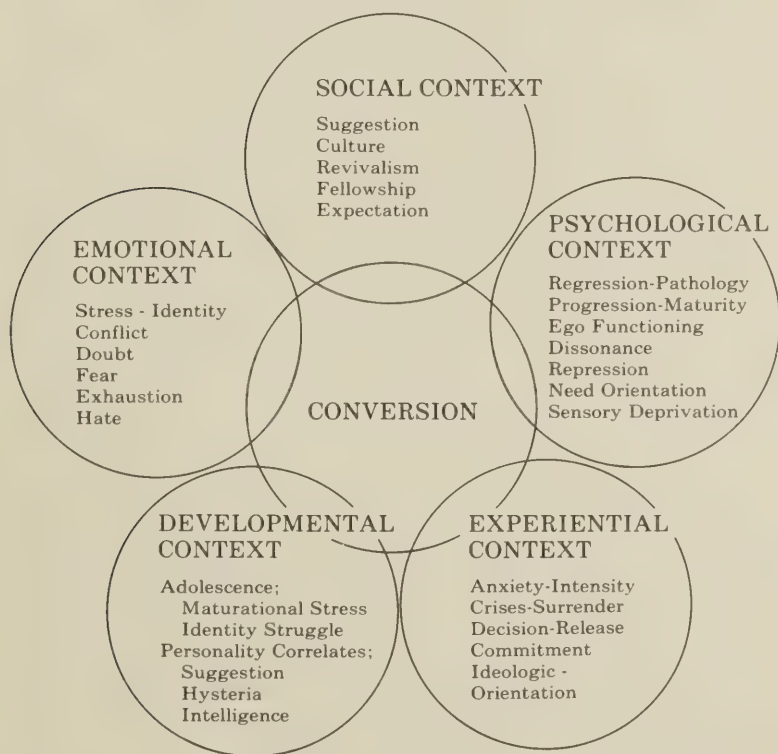 SOCIAL CONTEXT
Suggestion
Culture
Revivalism
Fellowship
Expectation
EMOTIONAL
CONTEXT
Stress - Identity
Conflict
Doubt
Fear
Exhaustion
Hate
PSYCHOLOGICAL
CONTEXT
Regression-Pathology
Progression-Maturity
Ego Functioning
Dissonance
Repression
Need Orientation
Sensory Deprivation
CONVERSION
DEVELOPMENTAL
CONTEXT
Adolescence;
Maturational Stress
Identity Struggle
Personality Correlates;
Suggestion
Hysteria
Intelligence
EXPERIENTIAL
CONTEXT
Anxiety-Intensity
Crises-Surrender
Decision-Release
Commitment
Ideologic -
Orientation